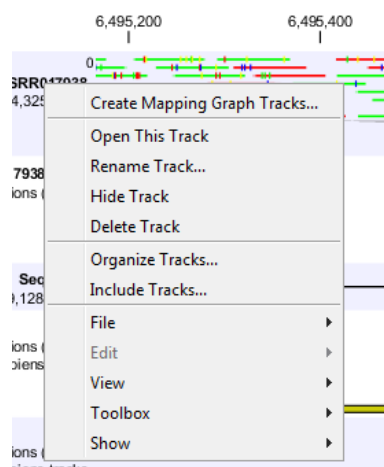 6,495,200 6,495,400
0
SRR017938
4,325
Create Mapping Graph Tracks...
Open This Track
7938
Rename Track...
ions (
Hide Track
Delete Track
Organize Tracks...
Seq
Include Tracks...
9,128
File
ions (
Edit
piens
View
Toolbox
ions (
Show